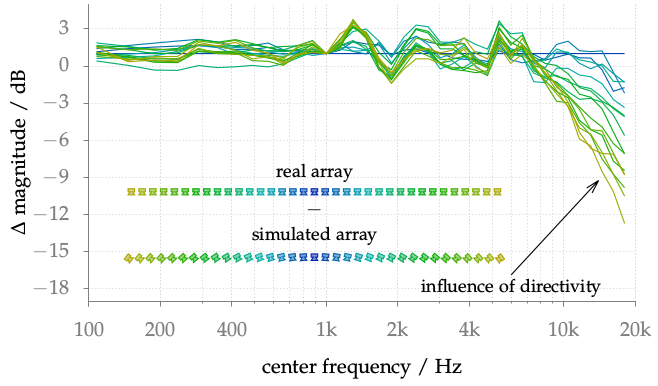 3
0
−3
−6
−9
−12
−15
−18
Δ magnitude / dB
real array
—
simulated array
influence of directivity
100 200 400 1k 2k 4k 10k 20k
center frequency / Hz